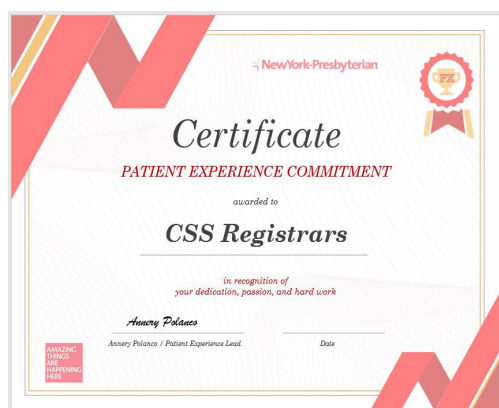 NewYork-Presbyterian
PX
Certificate
PATIENT EXPERIENCE COMMITMENT
awarded to
CSS Registrars
in recognition of
your dedication, passion, and hard work
Annery Polanco
Annery Polanco / Patient Experience Lead
Date
AMAZING
THINGS
ARE
HAPPENING
HERE